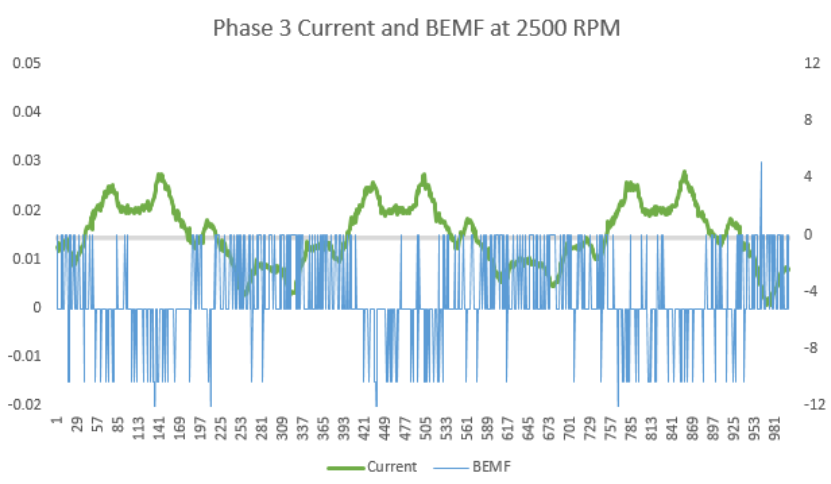 Phase 3 Current and BEMF at 2500 RPM
0.05 12
0.04 8
0.03 4
0.02 0
0.01 -4
0 -8
-0.01 -12
-0.02
1 29 57 85 113 141 169 197 225 253 281 309 337 365 393 421 449 477 505 533 561 589 617 645 673 701 729 757 785 813 841 869 897 925 953 981
Current BEMF